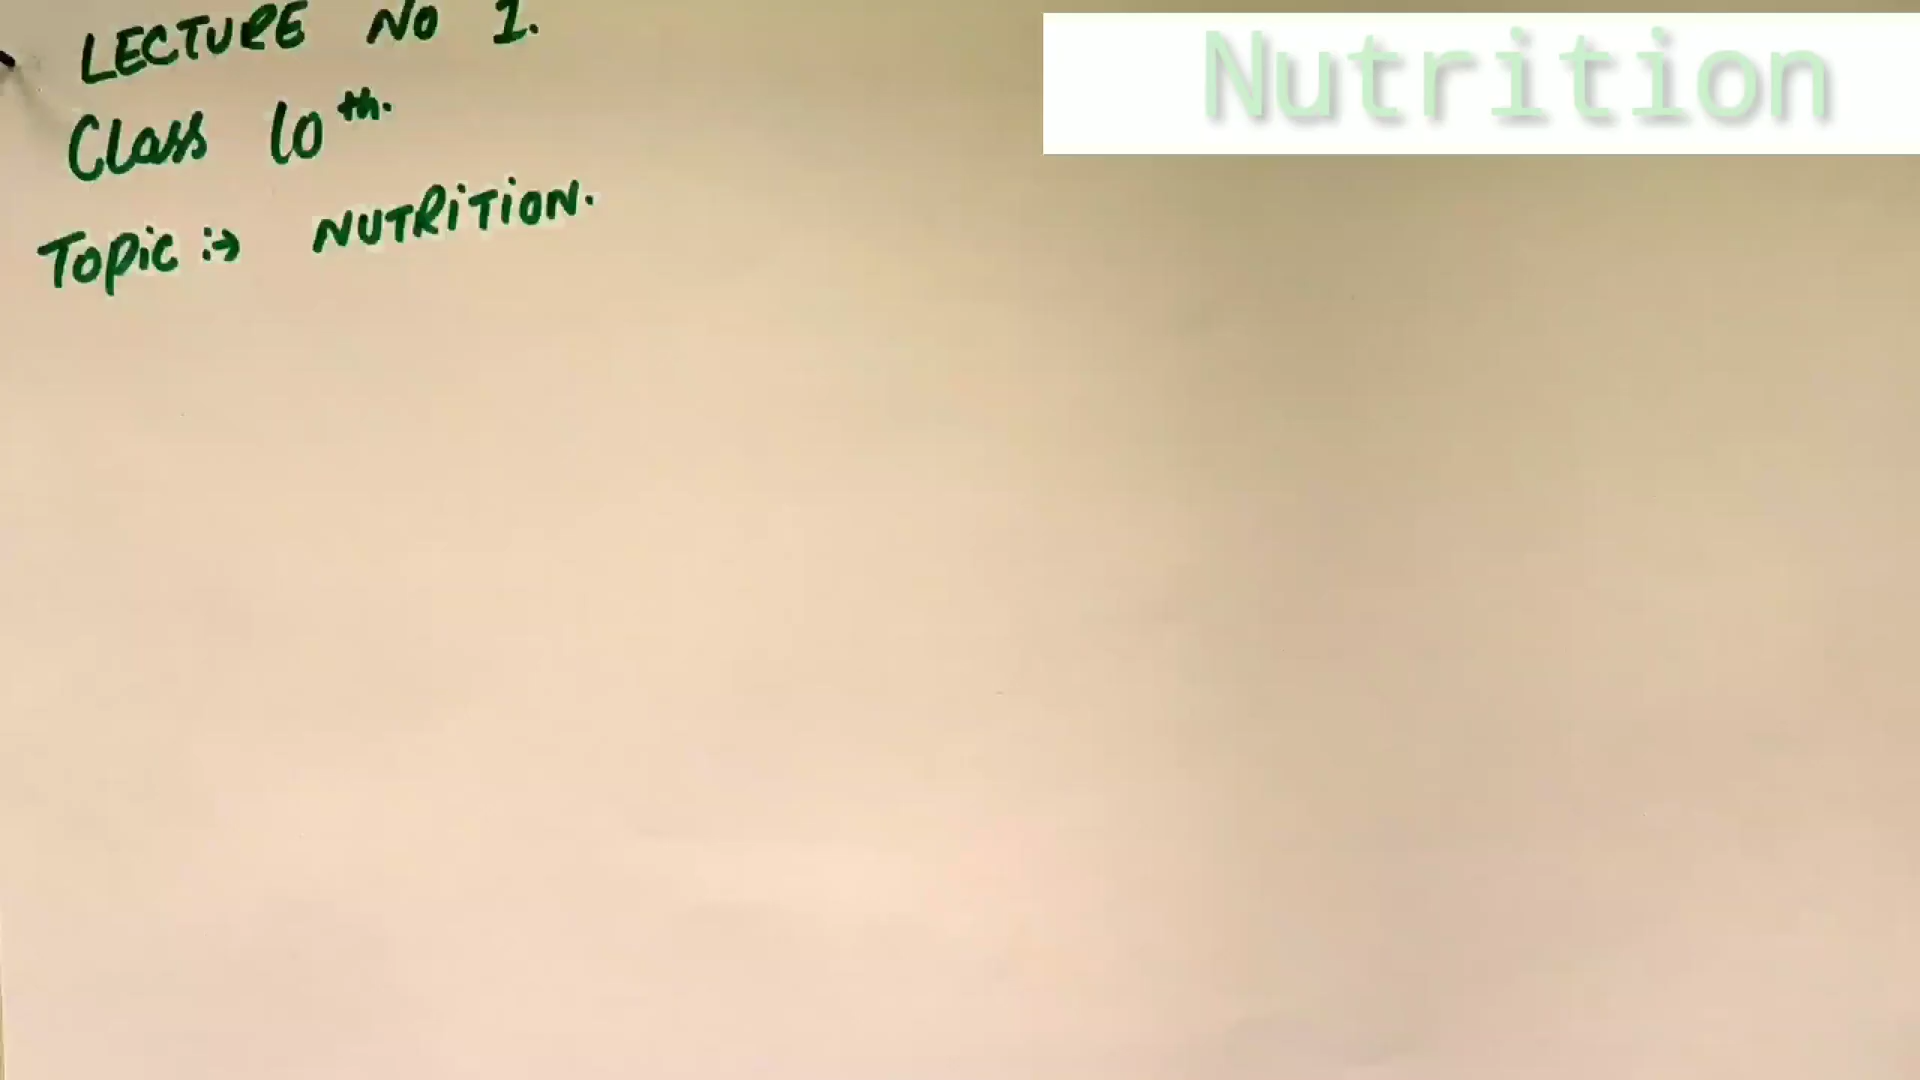 LECTURE No 1.
Class 10th.
Topic :→ NUTRITION.
Nutrition